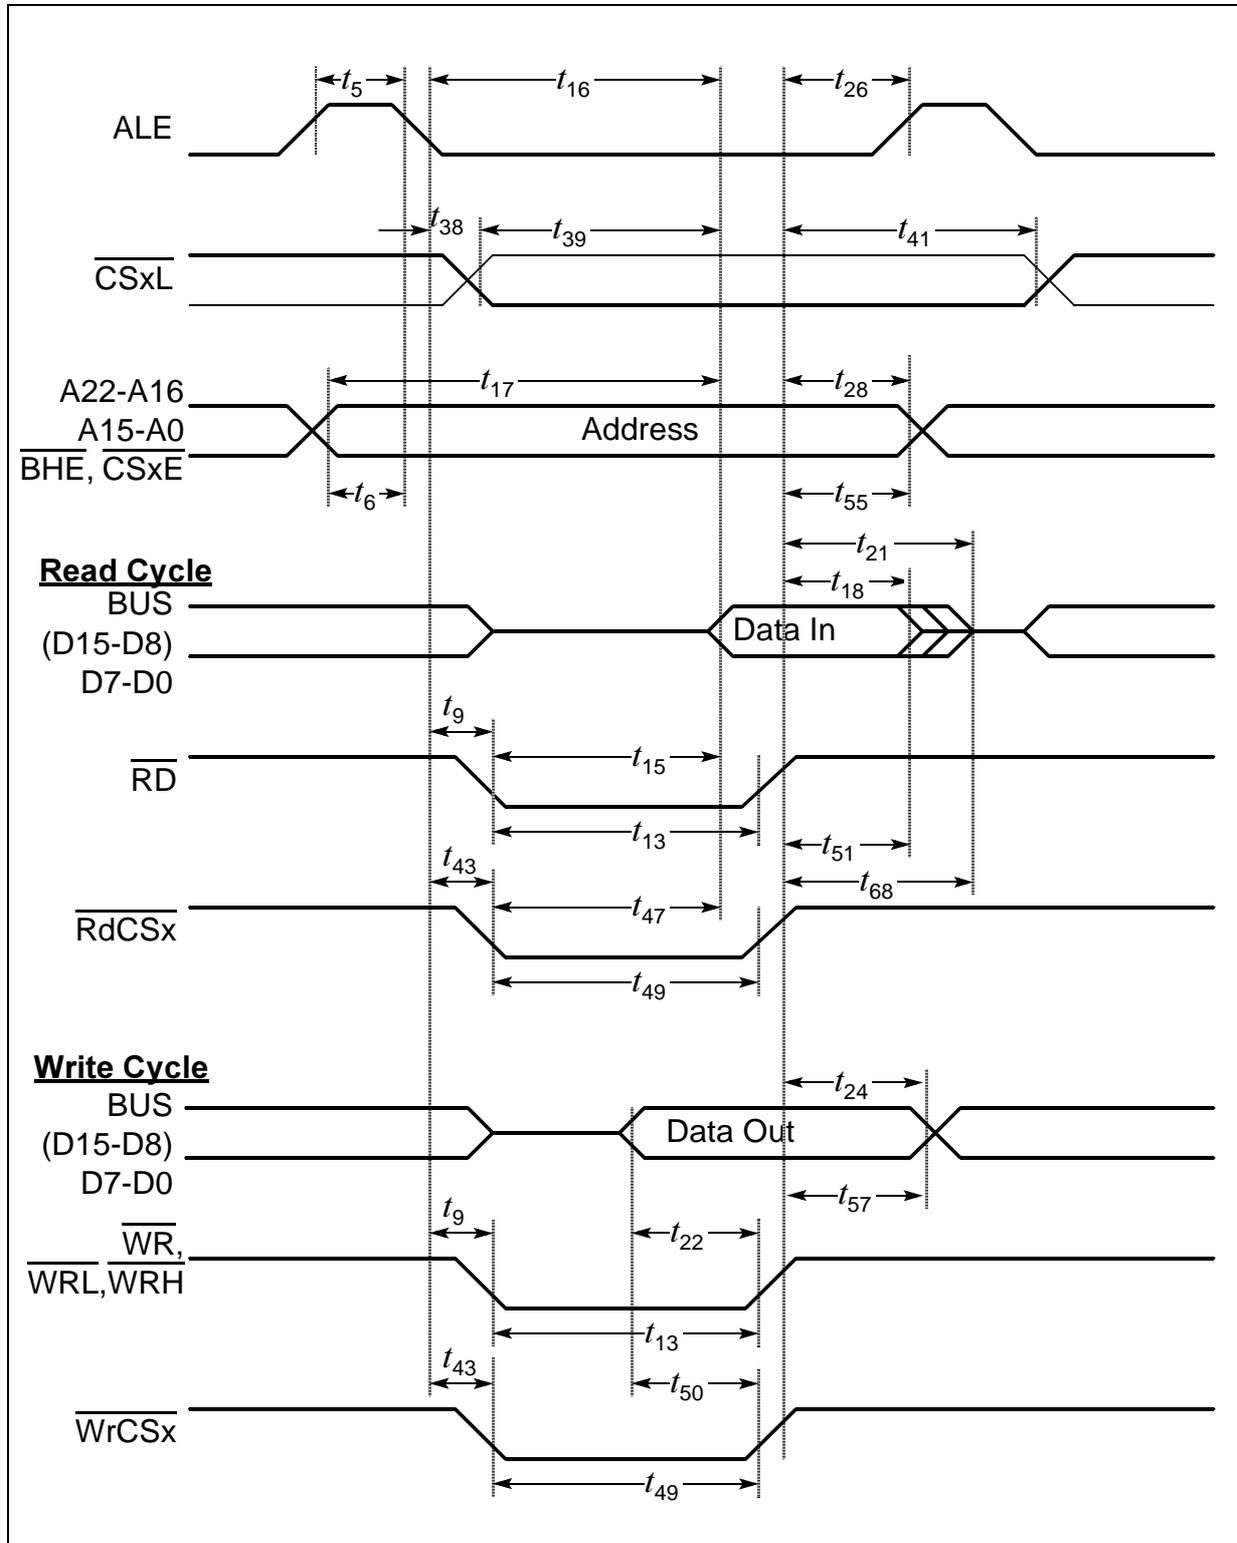 t5 t16 t26
ALE
t38 t39 t41
CSxL
t17 t28
A22-A16
A15-A0
BHE, CSxE
Address
t6 t55
t21
t18
Read Cycle
BUS
(D15-D8)
D7-D0
Data In
t9
t15
RD
t13
t51
t43
t68
t47
RdCSx
t49
Write Cycle
t24
BUS
(D15-D8)
D7-D0
Data Out
t57
t9
t22
WR,
WRL,WRH
t13
t43
t50
WrCSx
t49